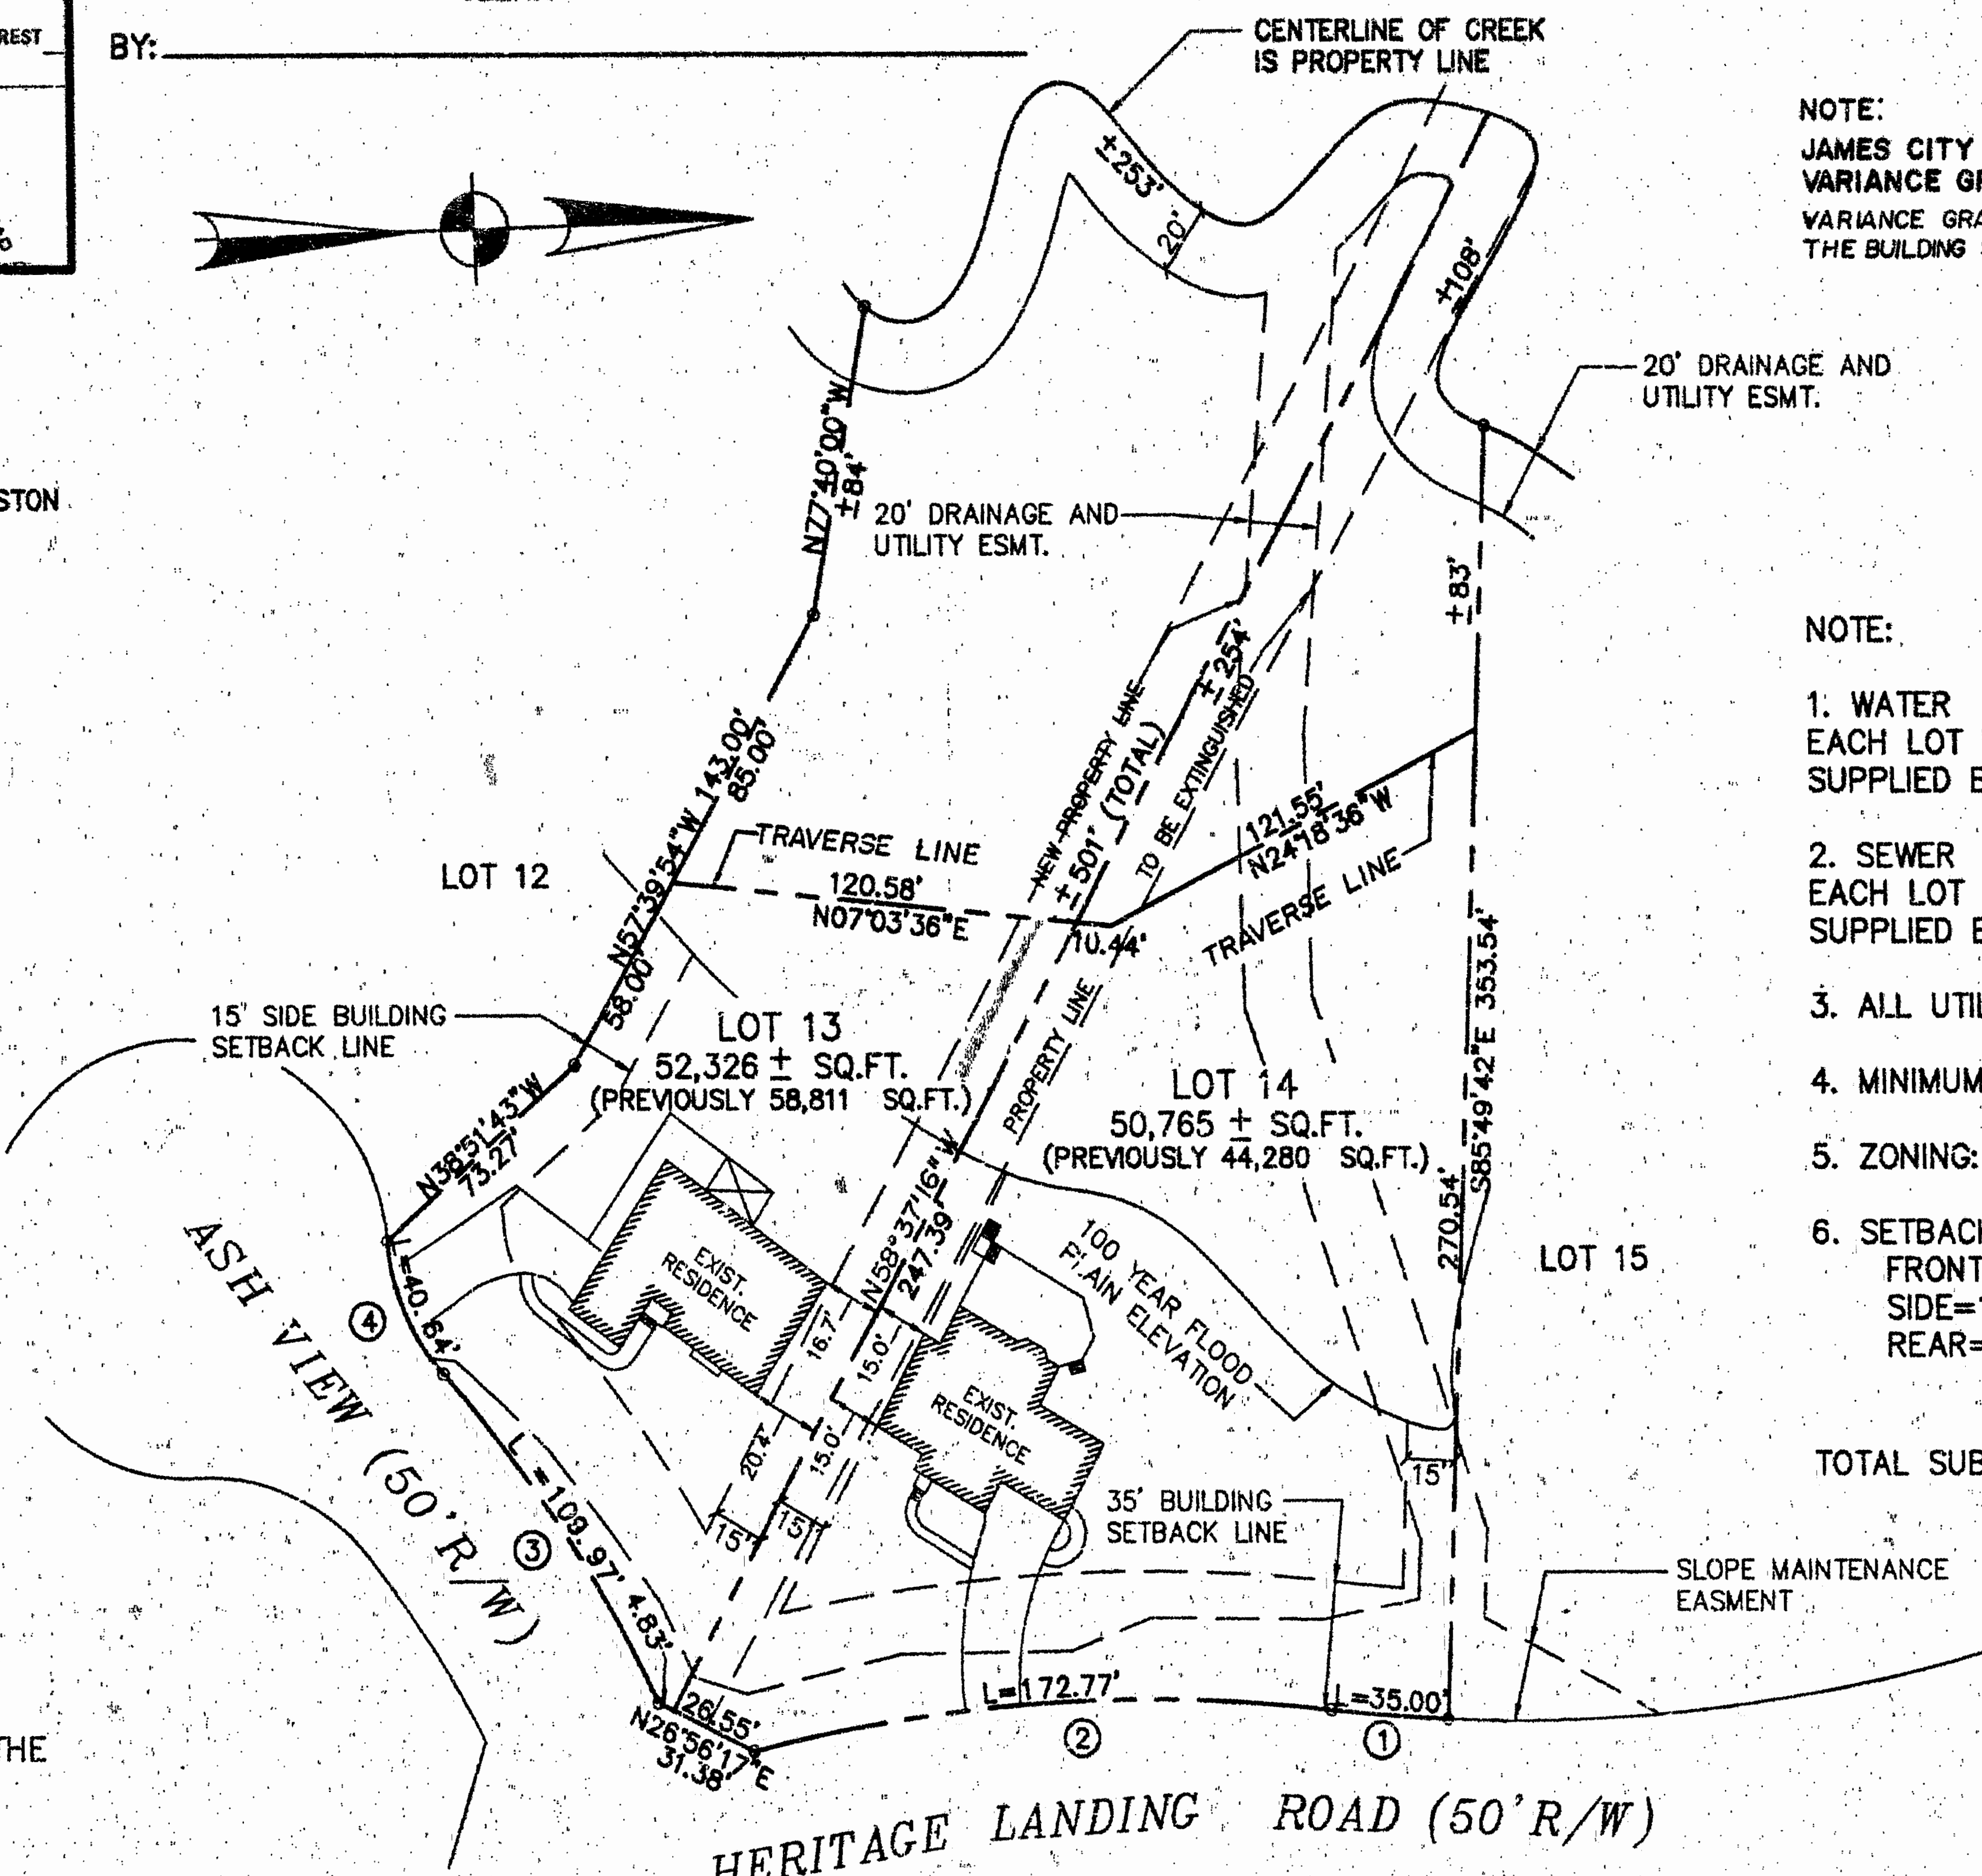 REST
BY:
CENTERLINE OF CREEK
IS PROPERTY LINE
NOTE:
JAMES CITY
VARIANCE
VARIANCE
THE BUILDING
±253'
20'
±108'
20' DRAINAGE AND
UTILITY ESMT.
N77°40'00"W
±84'
STON
20' DRAINAGE AND
UTILITY ESMT.
±83'
NOTE:
1. WATER
EACH LOT
SUPPLIED
2. SEWER
EACH LOT
SUPPLIED
3. ALL
4. MINIMUM
5. ZONING:
6.
FRONT
SIDE=
REAR=
TOTAL
±254'
NEW PROPERTY LINE
±501' (TOTAL)
TO BE EXTINGUISHED
PROPERTY LINE
N57°39'54"W 143.00'
85.00'
58.00'
LOT 12
TRAVERSE LINE
120.58'
N07°03'36"E
10.44'
121.55'
N24°18'36"W
TRAVERSE LINE
S85°49'42"E 353.54'
270.54'
15' SIDE BUILDING
SETBACK LINE
LOT 13
52,326 ± SQ.FT.
(PREVIOUSLY 58,811 SQ.FT.)
LOT 14
50,765 ± SQ.FT.
(PREVIOUSLY 44,280 SQ.FT.)
N38°51'43"W
73.27'
N58°37'16"W
247.39'
100 YEAR FLOOD
PLAIN ELEVATION
LOT 15
EXIST.
RESIDENCE
16.7'
15.0'
EXIST.
RESIDENCE
20.4'
15.0'
15'
15'
15'
L=40.64'
4
ASH VIEW (50' R/W)
L=109.97'
3
4.83'
35' BUILDING
SETBACK LINE
SLOPE MAINTENANCE
EASMENT
26.55'
N26°56'17"E
31.38'
L=172.77'
2
L=35.00'
1
THE
HERITAGE LANDING ROAD (50' R/W)